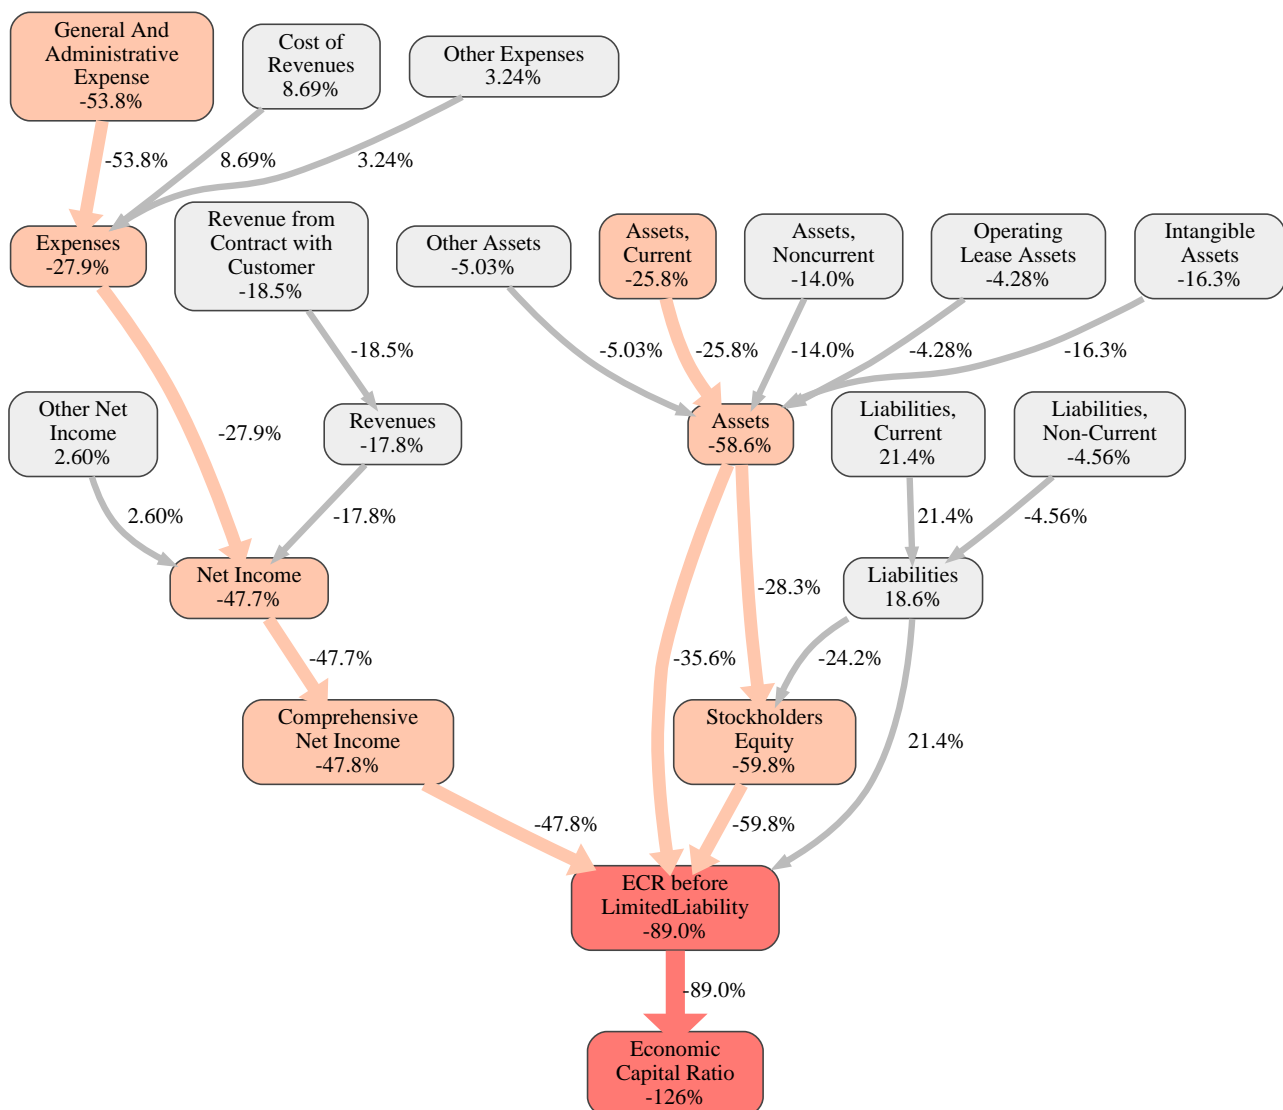 General And
Administrative
Expense
-53.8%
Cost of
Revenues
8.69%
Other Expenses
3.24%
-53.8%
8.69%
3.24%
Expenses
-27.9%
Revenue from
Contract with
Customer
-18.5%
Other Assets
-5.03%
Assets,
Current
-25.8%
Assets,
Noncurrent
-14.0%
Operating
Lease Assets
-4.28%
Intangible
Assets
-16.3%
-18.5%
-5.03%
-25.8%
-14.0%
-4.28%
-16.3%
Other Net
Income
2.60%
-27.9%
Revenues
-17.8%
Assets
-58.6%
Liabilities,
Current
21.4%
Liabilities,
Non-Current
-4.56%
2.60%
-17.8%
21.4%
-4.56%
Net Income
-47.7%
-28.3%
Liabilities
18.6%
-47.7%
-35.6%
-24.2%
Comprehensive
Net Income
-47.8%
Stockholders
Equity
-59.8%
21.4%
-47.8%
-59.8%
ECR before
LimitedLiability
-89.0%
-89.0%
Economic
Capital Ratio
-126%